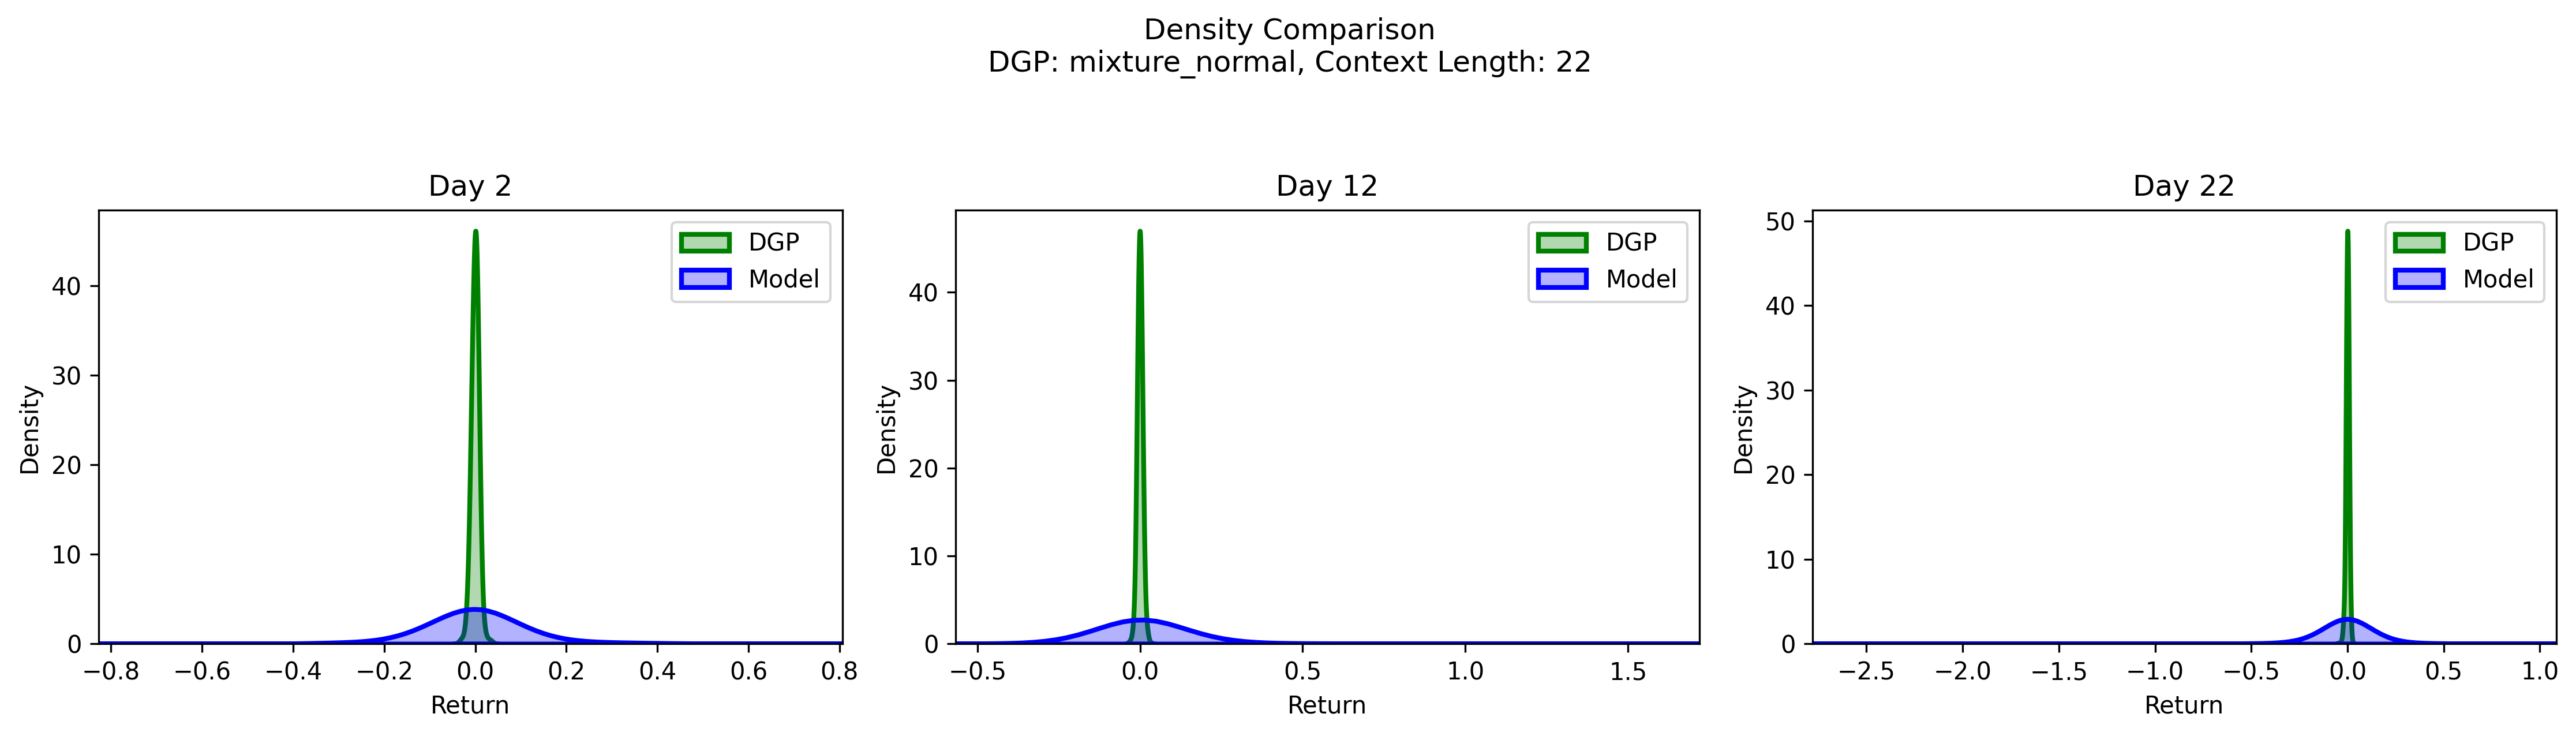 Density Comparison
DGP: mixture_normal, Context Length: 22
Day 2
Density
40
30
20
10
0
DGP
Model
−0.8 −0.6 −0.4 −0.2 0.0 0.2 0.4 0.6 0.8
Return
Day 12
Density
40
30
20
10
0
DGP
Model
−0.5 0.0 0.5 1.0 1.5
Return
Day 22
Density
50
40
30
20
10
0
DGP
Model
−2.5 −2.0 −1.5 −1.0 −0.5 0.0 0.5 1.0
Return